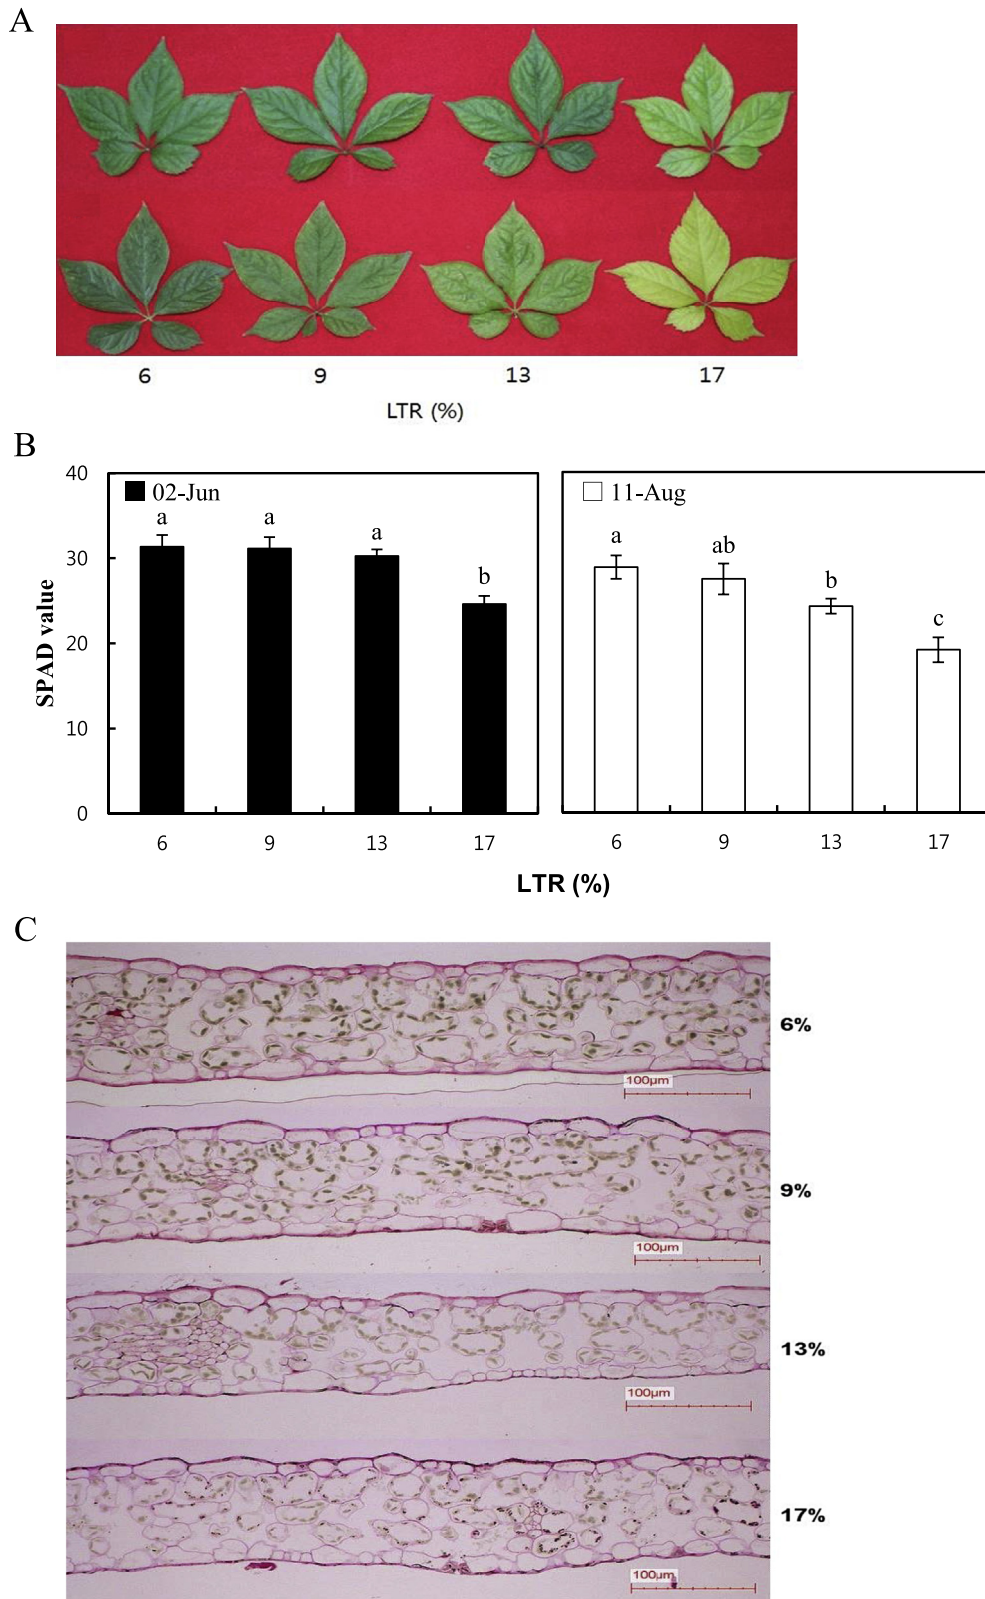 A
6 9 13 17
LTR (%)
B
40
30
20
10
0
SPAD value
02-Jun
a a a b
6 9 13 17
11-Aug
a ab b c
6 9 13 17
LTR (%)
C
6%
100µm
9%
100µm
13%
100µm
17%
100µm